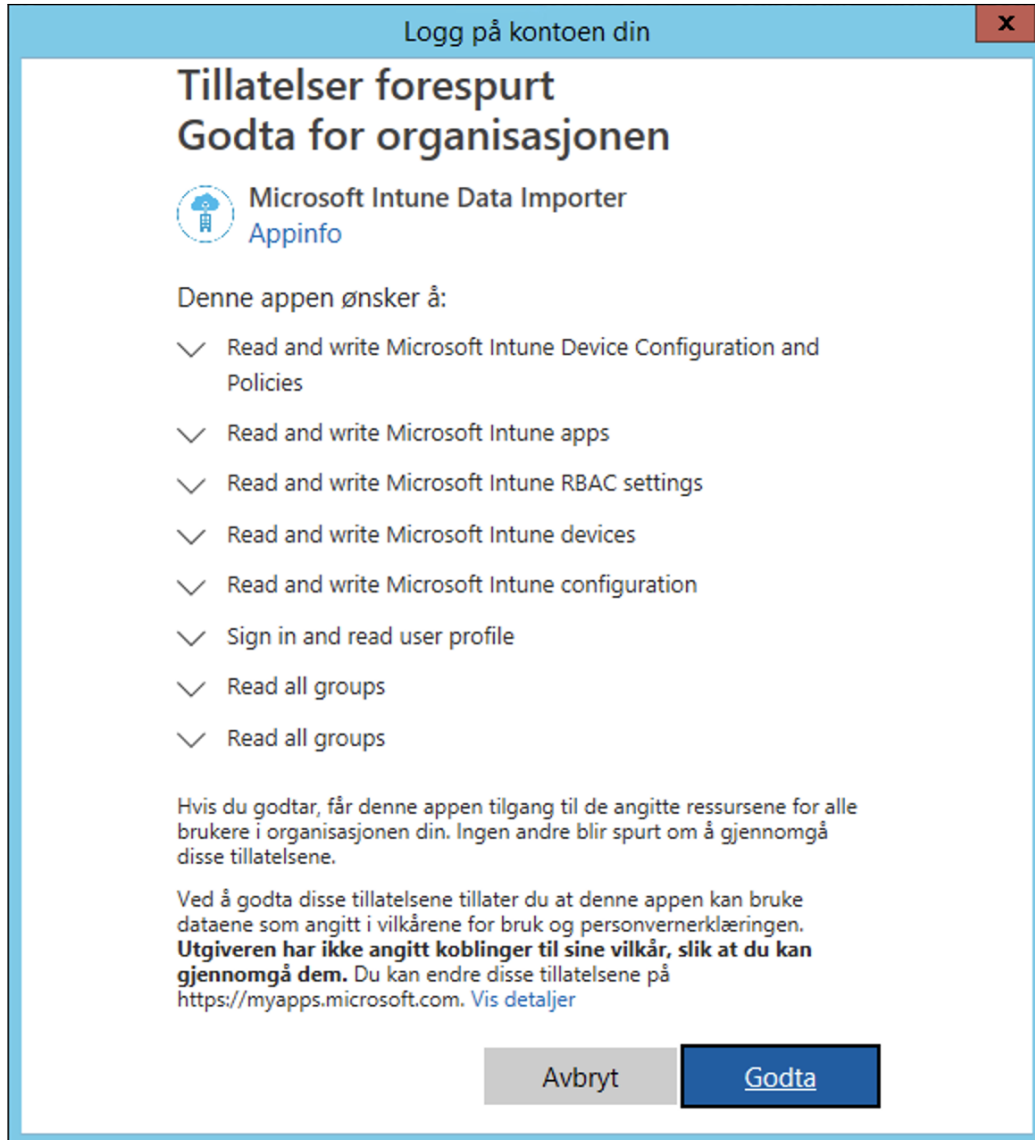 Logg på kontoen din
x
Tillatelser forespurt
Godta for organisasjonen
Microsoft Intune Data Importer
Appinfo
Denne appen ønsker å:
Read and write Microsoft Intune Device Configuration and
Policies
Read and write Microsoft Intune apps
Read and write Microsoft Intune RBAC settings
Read and write Microsoft Intune devices
Read and write Microsoft Intune configuration
Sign in and read user profile
Read all groups
Read all groups
Hvis du godtar, får denne appen tilgang til de angitte ressursene for alle
brukere i organisasjonen din. Ingen andre blir spurt om å gjennomgå
disse tillatelsene.
Ved å godta disse tillatelsene tillater du at denne appen kan bruke
dataene som angitt i vilkårene for bruk og personvernerklæringen.
Utgiveren har ikke angitt koblinger til sine vilkår, slik at du kan
gjennomgå dem. Du kan endre disse tillatelsene på
https://myapps.microsoft.com. Vis detaljer
Avbryt
Godta